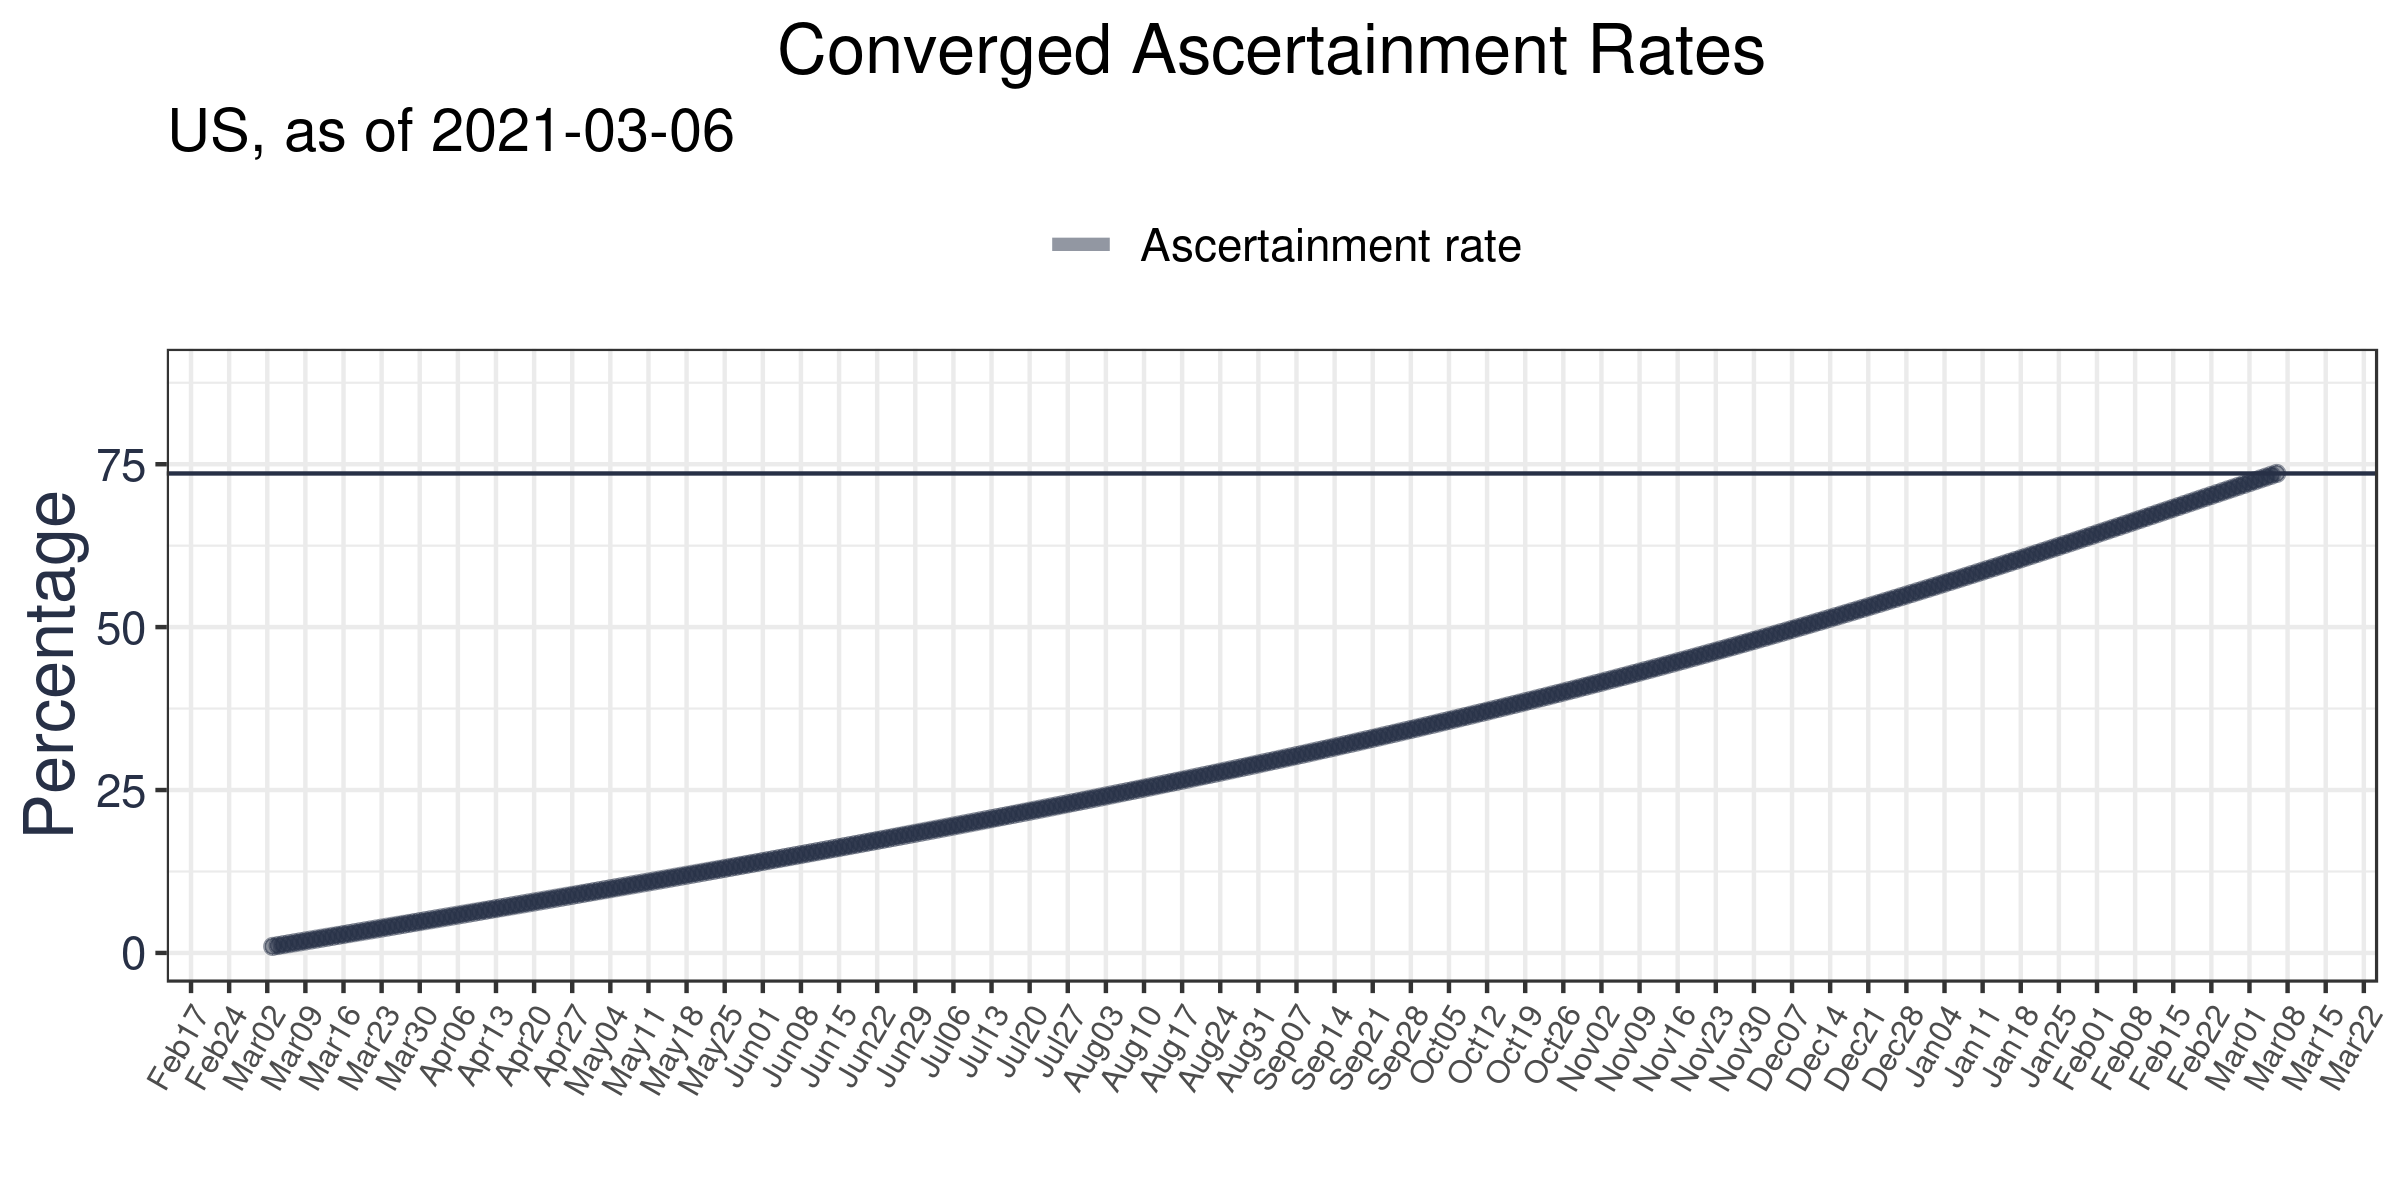 Converged Ascertainment Rates
US, as of 2021-03-06
Ascertainment rate
Percentage
75
50
25
0
Feb17
Feb24
Mar02
Mar09
Mar16
Mar23
Mar30
Apr06
Apr13
Apr20
Apr27
May04
May11
May18
May25
Jun01
Jun08
Jun15
Jun22
Jun29
Jul06
Jul13
Jul20
Jul27
Aug03
Aug10
Aug17
Aug24
Aug31
Sep07
Sep14
Sep21
Sep28
Oct05
Oct12
Oct19
Oct26
Nov02
Nov09
Nov16
Nov23
Nov30
Dec07
Dec14
Dec21
Dec28
Jan04
Jan11
Jan18
Jan25
Feb01
Feb08
Feb15
Feb22
Mar01
Mar08
Mar15
Mar22